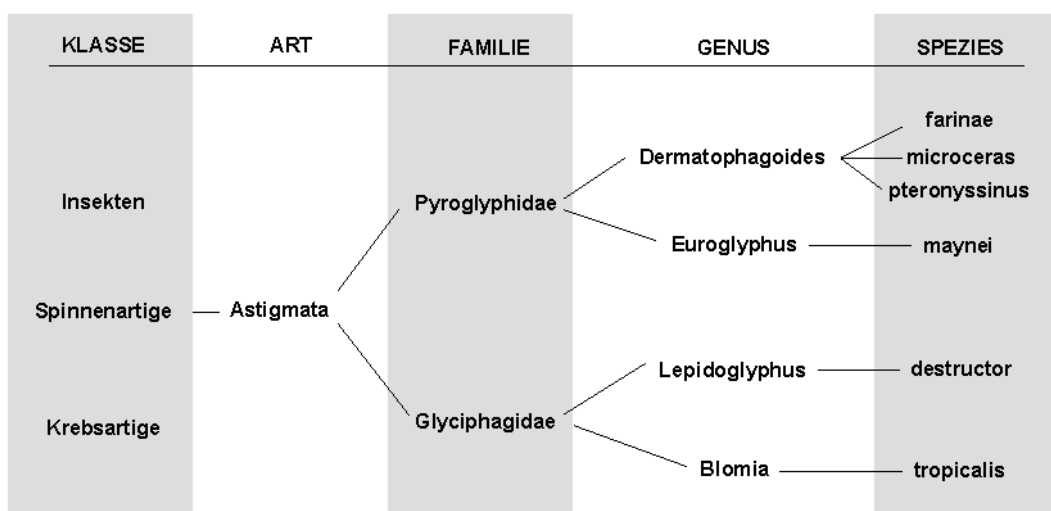 KLASSE ART FAMILIE GENUS SPEZIES
farinae
Dermatophagoides microceras
pteronyssinus
Insekten Pyroglyphidae
Euroglyphus maynei
Spinnenartige Astigmata
Lepidoglyphus destructor
Krebsartige Glyciphagidae
Blomia tropicalis